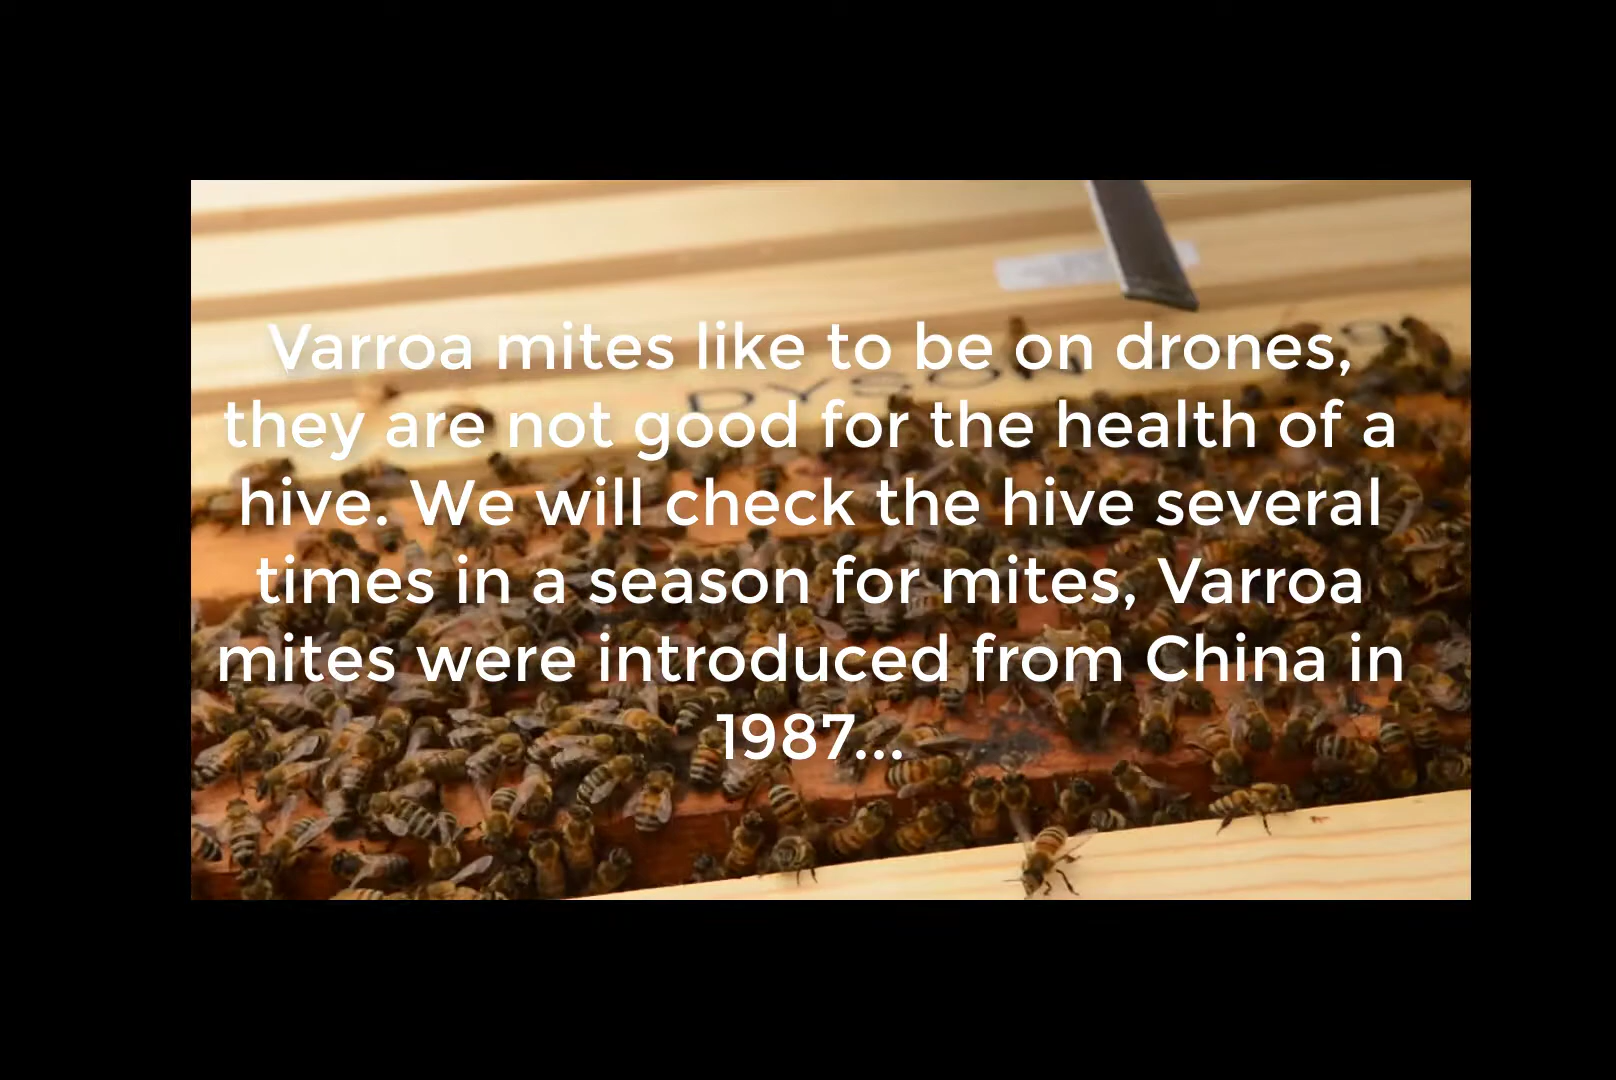 Varroa mites like to be on drones,
they are not good for the health of a
hive. We will check the hive several
times in a season for mites, Varroa
mites were introduced from China in
1987...
DYSON